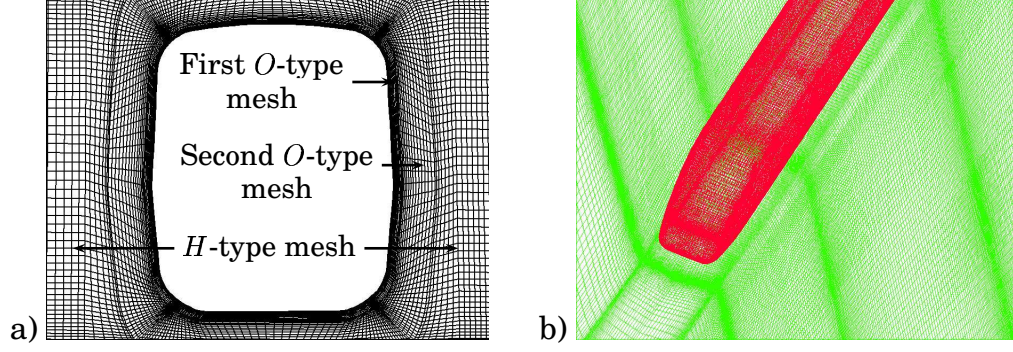 First O-type
mesh
Second O-type
mesh
H-type mesh
a)
b)